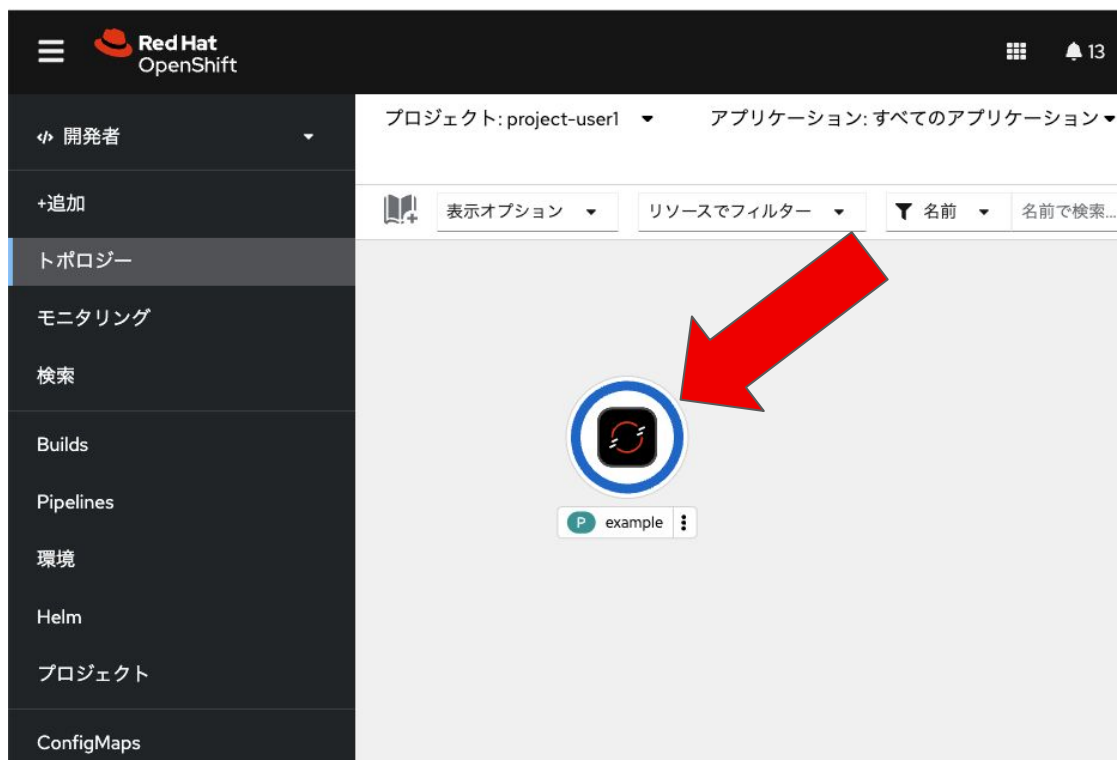 Red Hat
OpenShift
13
開発者
プロジェクト: project-user1
アプリケーション: すべてのアプリケーション
+追加
表示オプション
リソースでフィルター
名前
名前で検索...
トポロジー
モニタリング
検索
Builds
P example
Pipelines
環境
Helm
プロジェクト
ConfigMaps